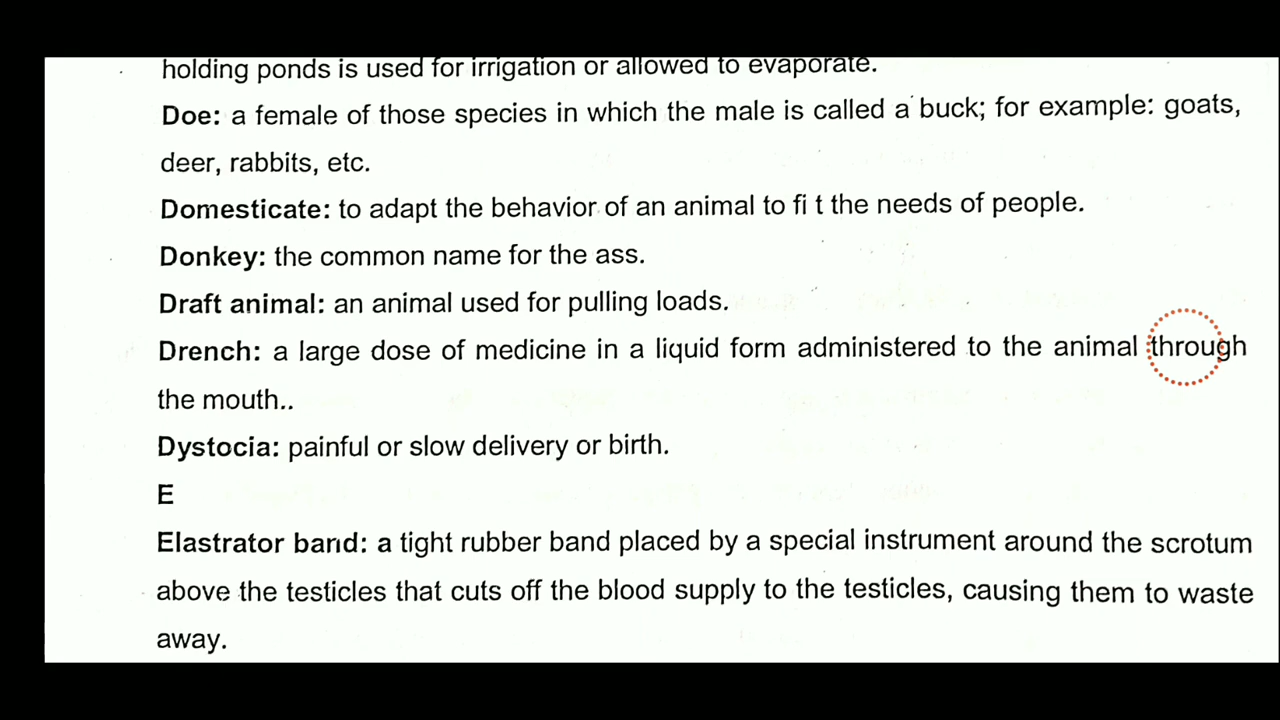 holding ponds is used for irrigation or allowed to evaporate.
Doe: a female of those species in which the male is called a buck; for example: goats,
deer, rabbits, etc.
Domesticate: to adapt the behavior of an animal to fi t the needs of people.
Donkey: the common name for the ass.
Draft animal: an animal used for pulling loads.
Drench: a large dose of medicine in a liquid form administered to the animal through
the mouth..
Dystocia: painful or slow delivery or birth.
E
Elastrator band: a tight rubber band placed by a special instrument around the scrotum
above the testicles that cuts off the blood supply to the testicles, causing them to waste
away.